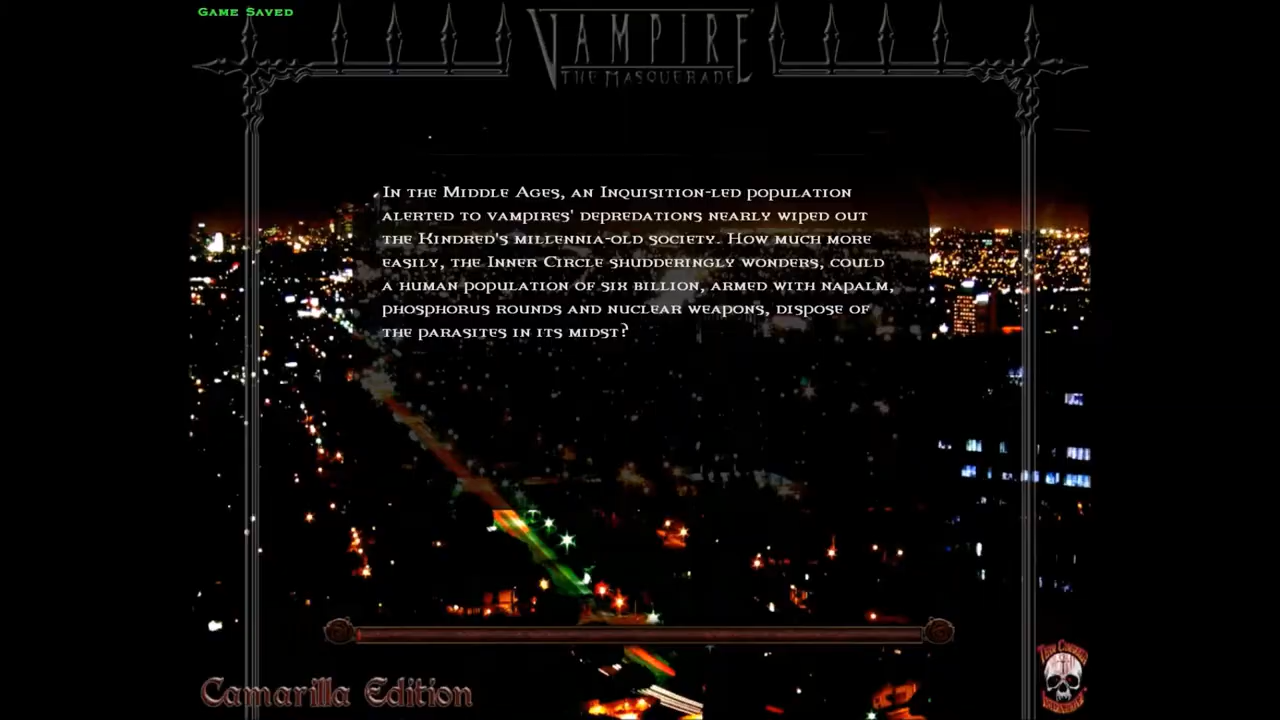 Game Saved
VAMPIRE
THE MASQUERADE
In the Middle Ages, an Inquisition-led population
alerted to vampires' depredations nearly wiped out
the Kindred's millennia-old society. How much more
easily, the Inner Circle shudderingly wonders, could
a human population of six billion, armed with napalm,
phosphorus rounds and nuclear weapons, dispose of
the parasites in its midst?
Camarilla Edition